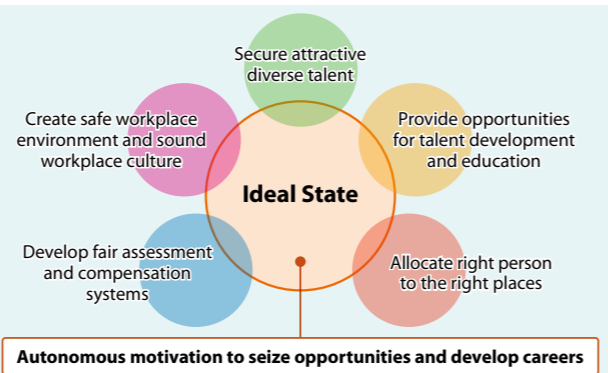 Secure attractive
diverse talent
Create safe workplace
environment and sound
workplace culture
Provide opportunities
for talent development
and education
Ideal State
Develop fair assessment
and compensation
systems
Allocate right person
to the right places
Autonomous motivation to seize opportunities and develop careers